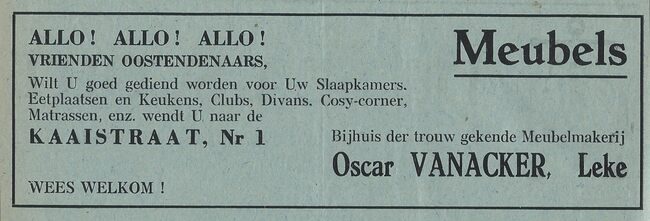 ALLO! ALLO! ALLO!
VRIENDEN OOSTENDENAARS,
Meubels
Wilt U goed gediend worden voor Uw Slaapkamers.
Eetplaatsen en Keukens, Clubs, Divans. Cosy-corner,
Matrassen, enz. wendt U naar de
KAAISTRAAT, Nr 1
Bijhuis der trouw gekende Meubelmakerij
Oscar VANACKER, Leke
WEES WELKOM !